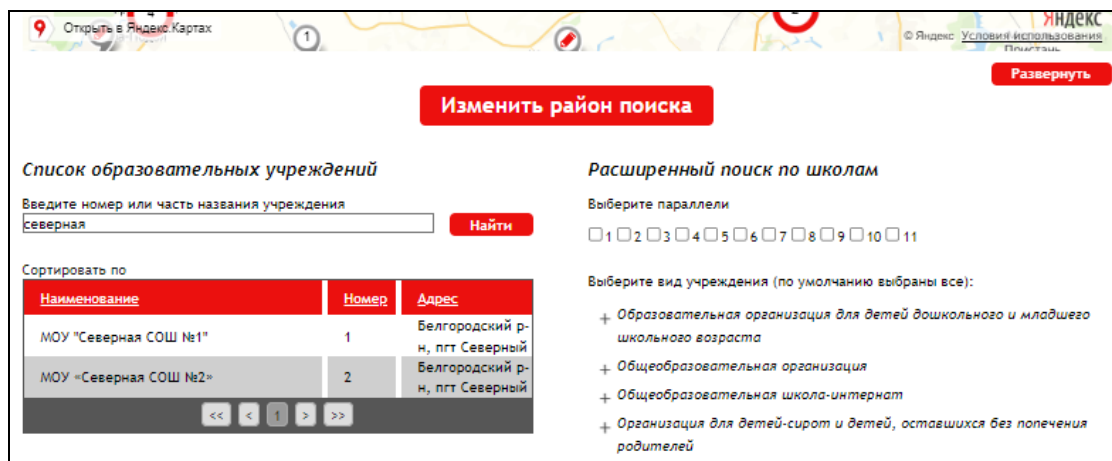 4
Открыть в Яндекс.Картах
1
2
Яндекс
© Яндекс Условия использования
Пристань
Развернуть
Изменить район поиска
Список образовательных учреждений
Введите номер или часть названия учреждения
северная
Найти
Сортировать по
Наименование Номер Адрес
МОУ "Северная СОШ №1" 1 Белгородский р-
н, пгт Северный
МОУ «Северная СОШ №2» 2 Белгородский р-
н, пгт Северный
<< < 1 > >>
Расширенный поиск по школам
Выберите параллели
1 2 3 4 5 6 7 8 9 10 11
Выберите вид учреждения (по умолчанию выбраны все):
+ Образовательная организация для детей дошкольного и младшего
школьного возраста
+ Общеобразовательная организация
+ Общеобразовательная школа-интернат
+ Организация для детей-сирот и детей, оставшихся без попечения
родителей